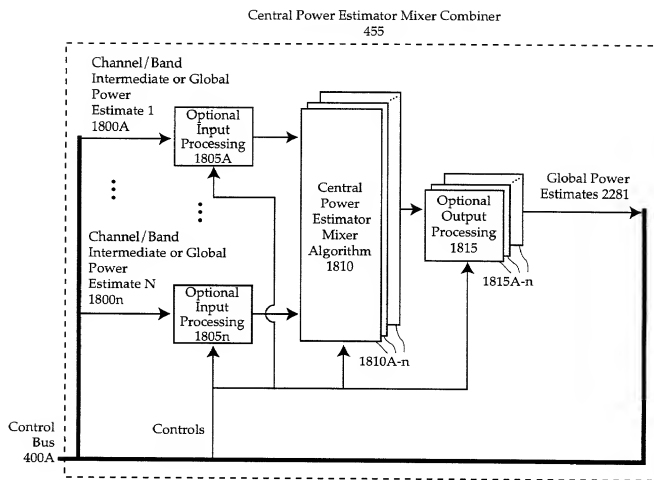 Central Power Estimator Mixer Combiner
455
Channel/Band
Intermediate or Global
Power
Estimate 1
1800A
Optional
Input
Processing
1805A
Central
Power
Estimator
Mixer
Algorithm
1810
Optional
Output
Processing
1815
Global Power
Estimates 2281
1815A-n
Channel/Band
Intermediate or Global
Power
Estimate N
1800n
Optional
Input
Processing
1805n
1810A-n
Control
Bus
400A
Controls